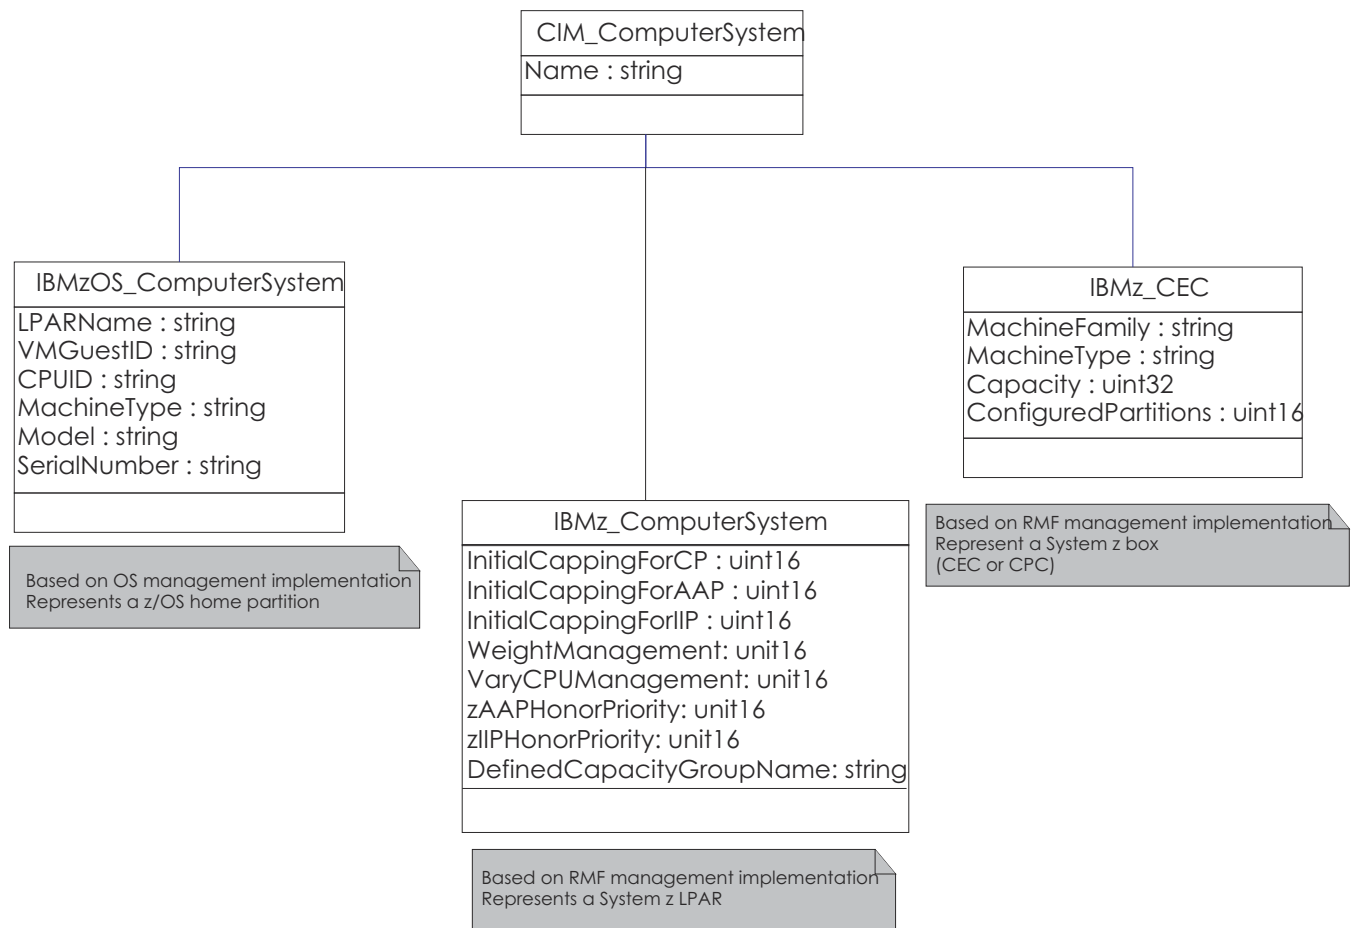 CIM_ComputerSystem
Name : string
IBMzOS_ComputerSystem
LPARName : string
VMGuestID : string
CPUID : string
MachineType : string
Model : string
SerialNumber : string
Based on OS management implementation
Represents a z/OS home partition
IBMz_ComputerSystem
InitialCappingForCP : uint16
InitialCappingForAAP : uint16
InitialCappingForIIP : uint16
WeightManagement: unit16
VaryCPUManagement: unit16
zAAPHonorPriority: unit16
zIIPHonorPriority: unit16
DefinedCapacityGroupName: string
Based on RMF management implementation
Represents a System z LPAR
IBMz_CEC
MachineFamily : string
MachineType : string
Capacity : uint32
ConfiguredPartitions : uint16
Based on RMF management implementation
Represent a System z box
(CEC or CPC)